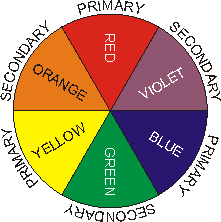 PRIMARY
SECONDARY
PRIMARY
SECONDARY
PRIMARY
SECONDARY
RED
VIOLET
BLUE
GREEN
YELLOW
ORANGE